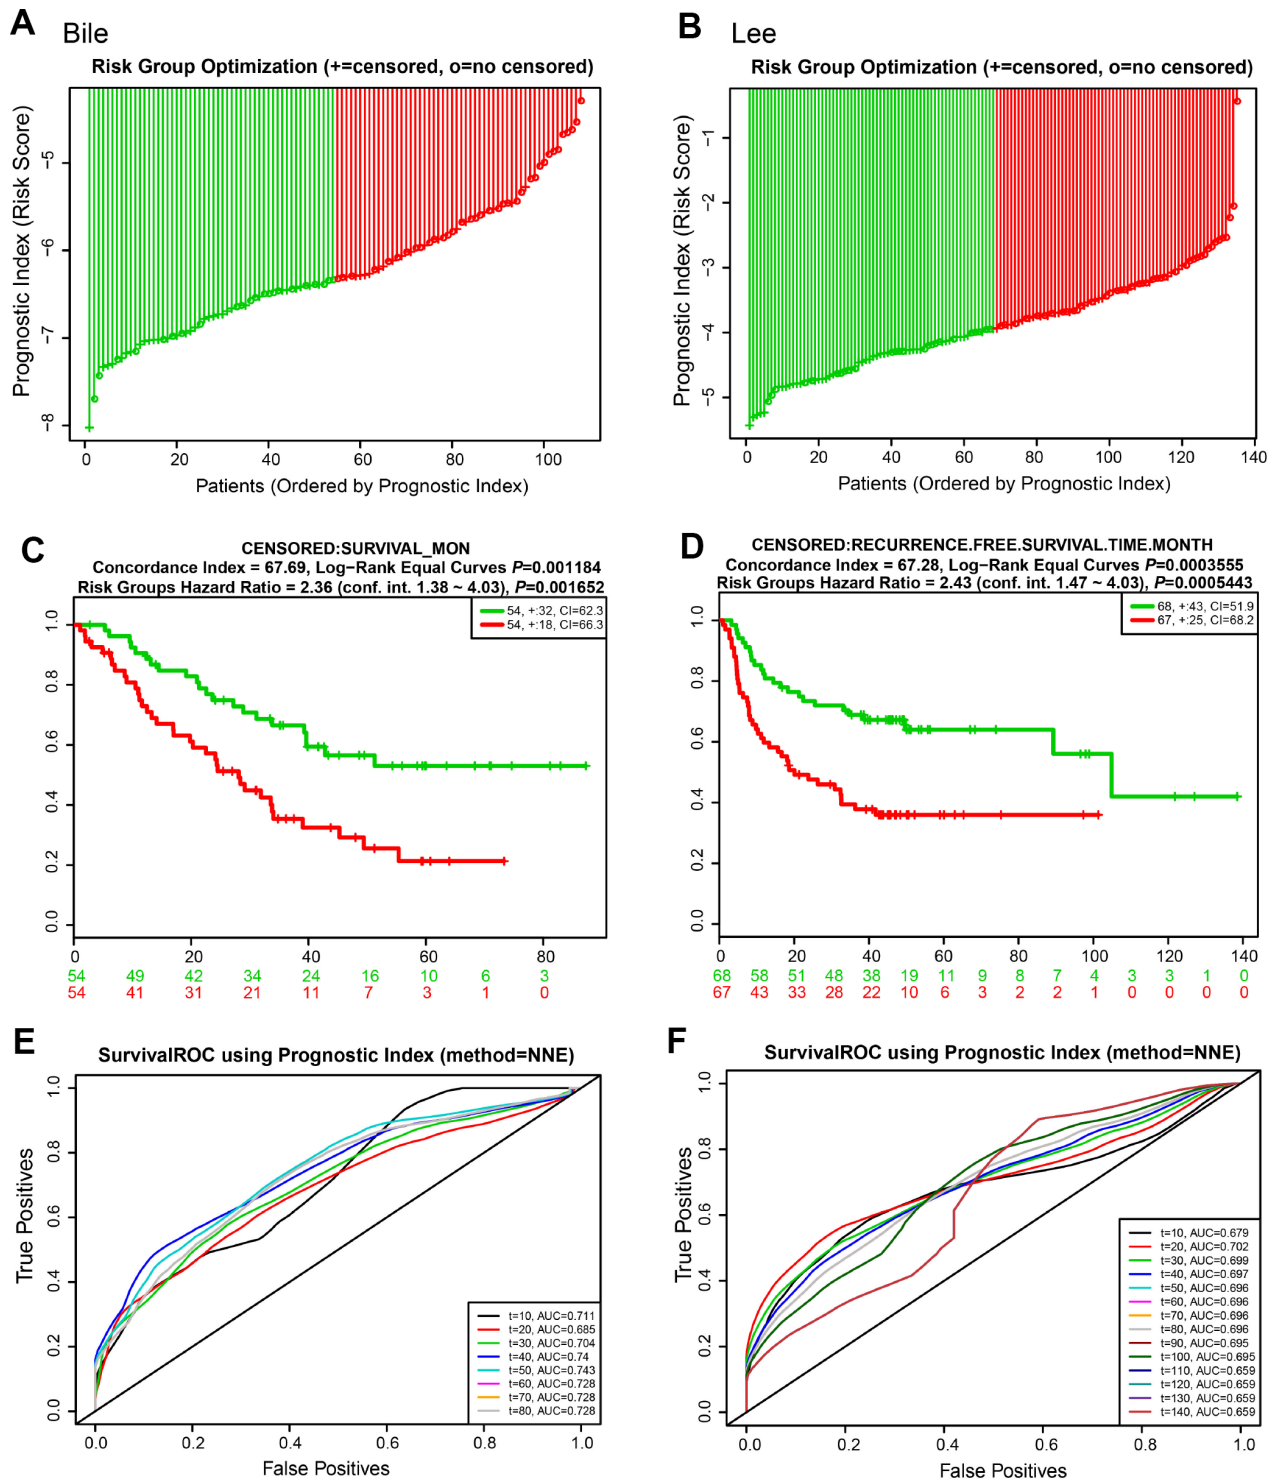 A Bile
Risk Group Optimization (+=censored, o=no censored)
Prognostic Index (Risk Score)
-5
-6
-7
-8
0 20 40 60 80 100
Patients (Ordered by Prognostic Index)
B Lee
Risk Group Optimization (+=censored, o=no censored)
Prognostic Index (Risk Score)
-1
-2
-3
-4
-5
0 20 40 60 80 100 120 140
Patients (Ordered by Prognostic Index)
C
CENSORED:SURVIVAL_MON
Concordance Index = 67.69, Log-Rank Equal Curves P=0.001184
Risk Groups Hazard Ratio = 2.36 (conf. int. 1.38 ~ 4.03), P=0.001652
54, +:32, CI=62.3
54, +:18, CI=66.3
1.0
0.8
0.6
0.4
0.2
0.0
0 20 40 60 80
54 49 42 34 24 16 10 6 3
54 41 31 21 11 7 3 1 0
D
CENSORED:RECURRENCE.FREE.SURVIVAL.TIME.MONTH
Concordance Index = 67.28, Log-Rank Equal Curves P=0.0003555
Risk Groups Hazard Ratio = 2.43 (conf. int. 1.47 ~ 4.03), P=0.0005443
68, +:43, CI=51.9
67, +:25, CI=68.2
1.0
0.8
0.6
0.4
0.2
0.0
0 20 40 60 80 100 120 140
68 58 51 48 38 19 11 9 8 7 4 3 3 1 0
67 43 33 28 22 10 6 3 2 2 1 0 0 0 0
E
SurvivalROC using Prognostic Index (method=NNE)
True Positives
1.0
0.8
0.6
0.4
0.2
0.0
t=10, AUC=0.711
t=20, AUC=0.685
t=30, AUC=0.704
t=40, AUC=0.74
t=50, AUC=0.743
t=60, AUC=0.728
t=70, AUC=0.728
t=80, AUC=0.728
0.0 0.2 0.4 0.6 0.8 1.0
False Positives
F
SurvivalROC using Prognostic Index (method=NNE)
True Positives
1.0
0.8
0.6
0.4
0.2
0.0
t=10, AUC=0.679
t=20, AUC=0.702
t=30, AUC=0.699
t=40, AUC=0.697
t=50, AUC=0.696
t=60, AUC=0.696
t=70, AUC=0.696
t=80, AUC=0.696
t=90, AUC=0.695
t=100, AUC=0.695
t=110, AUC=0.659
t=120, AUC=0.659
t=130, AUC=0.659
t=140, AUC=0.659
0.0 0.2 0.4 0.6 0.8 1.0
False Positives